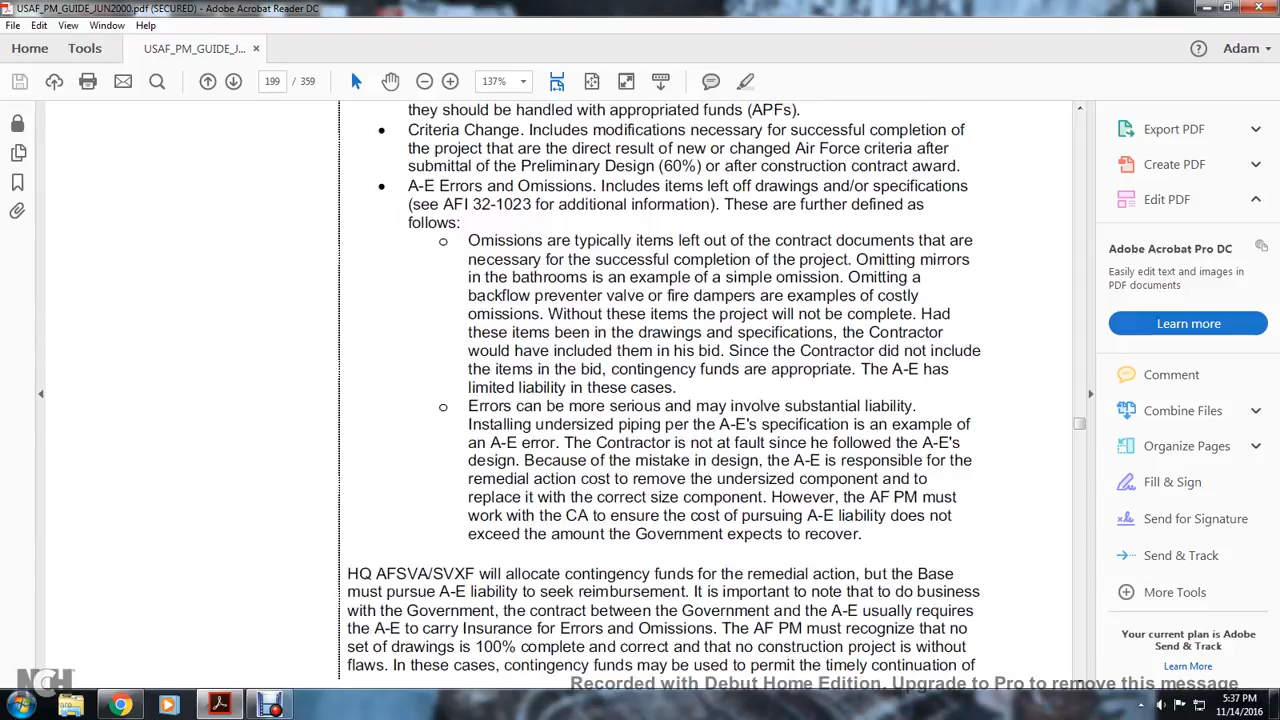 USAF_PM_GUIDE_JUN2000.pdf (SECURED) - Adobe Acrobat Reader DC
File Edit View Window Help
Home Tools USAF_PM_GUIDE_J... × Adam
199 / 359 137%
they should be handled with appropriated funds (APFs).
• Criteria Change. Includes modifications necessary for successful completion of
the project that are the direct result of new or changed Air Force criteria after
submittal of the Preliminary Design (60%) or after construction contract award.
• A-E Errors and Omissions. Includes items left off drawings and/or specifications
(see AFI 32-1023 for additional information). These are further defined as
follows:
o Omissions are typically items left out of the contract documents that are
necessary for the successful completion of the project. Omitting mirrors
in the bathrooms is an example of a simple omission. Omitting a
backflow preventer valve or fire dampers are examples of costly
omissions. Without these items the project will not be complete. Had
these items been in the drawings and specifications, the Contractor
would have included them in his bid. Since the Contractor did not include
the items in the bid, contingency funds are appropriate. The A-E has
limited liability in these cases.
o Errors can be more serious and may involve substantial liability.
Installing undersized piping per the A-E's specification is an example of
an A-E error. The Contractor is not at fault since he followed the A-E's
design. Because of the mistake in design, the A-E is responsible for the
remedial action cost to remove the undersized component and to
replace it with the correct size component. However, the AF PM must
work with the CA to ensure the cost of pursuing A-E liability does not
exceed the amount the Government expects to recover.
HQ AFSVA/SVXF will allocate contingency funds for the remedial action, but the Base
must pursue A-E liability to seek reimbursement. It is important to note that to do business
with the Government, the contract between the Government and the A-E usually requires
the A-E to carry Insurance for Errors and Omissions. The AF PM must recognize that no
set of drawings is 100% complete and correct and that no construction project is without
flaws. In these cases, contingency funds may be used to permit the timely continuation of
Export PDF
Create PDF
Edit PDF
Adobe Acrobat Pro DC
Easily edit text and images in
PDF documents
Learn more
Comment
Combine Files
Organize Pages
Fill & Sign
Send for Signature
Send & Track
More Tools
Your current plan is Adobe
Send & Track
Learn More
NCH
Recorded with Debut Home Edition. Upgrade to Pro to remove this message
5:37 PM
11/14/2016